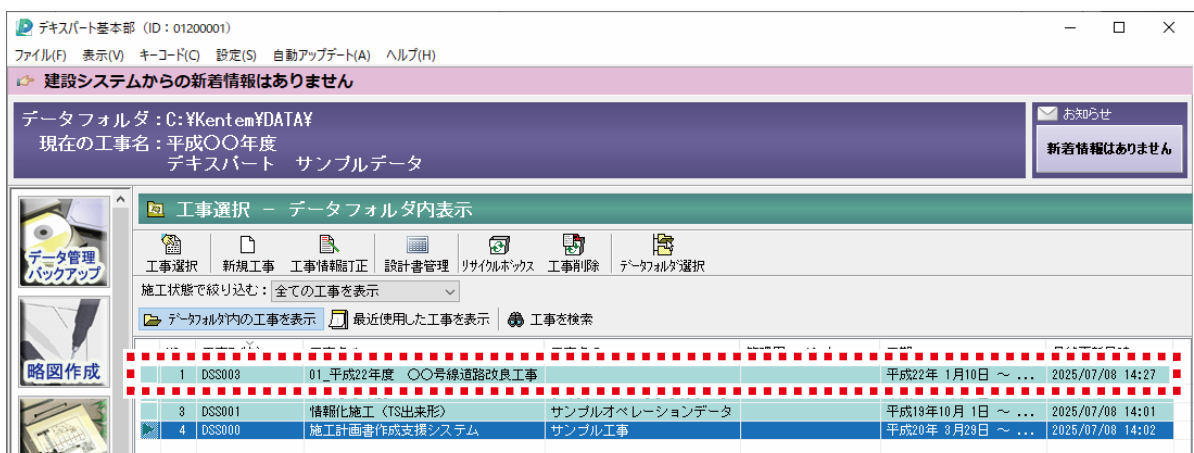 デキスパート基本部 (ID:01200001)
ファイル(F) 表示(V) キーコード(C) 設定(S) 自動アップデート(A) ヘルプ(H)
建設システムからの新着情報はありません
データフォルダ:C:¥Kentem¥DATA¥
現在の工事名:平成〇〇年度
デキスパート サンプルデータ
お知らせ
新着情報はありません
データ管理
バックアップ
略図作成
工事選択 − データフォルダ内表示
工事選択 新規工事 工事情報訂正 設計書管理 リサイクルボックス 工事削除 データフォルダ選択
施工状態で絞り込む: 全ての工事を表示
データフォルダ内の工事を表示 最近使用した工事を表示 工事を検索
1 DSS003 01_平成22年度 〇〇号線道路改良工事 平成22年 1月10日 ~ ... 2025/07/08 14:27
3 DSS001 情報化施工(TS出来形) サンプルオペレーションデータ 平成19年10月 1日 ~ ... 2025/07/08 14:01
4 DSS000 施工計画書作成支援システム サンプル工事 平成20年 3月29日 ~ ... 2025/07/08 14:02